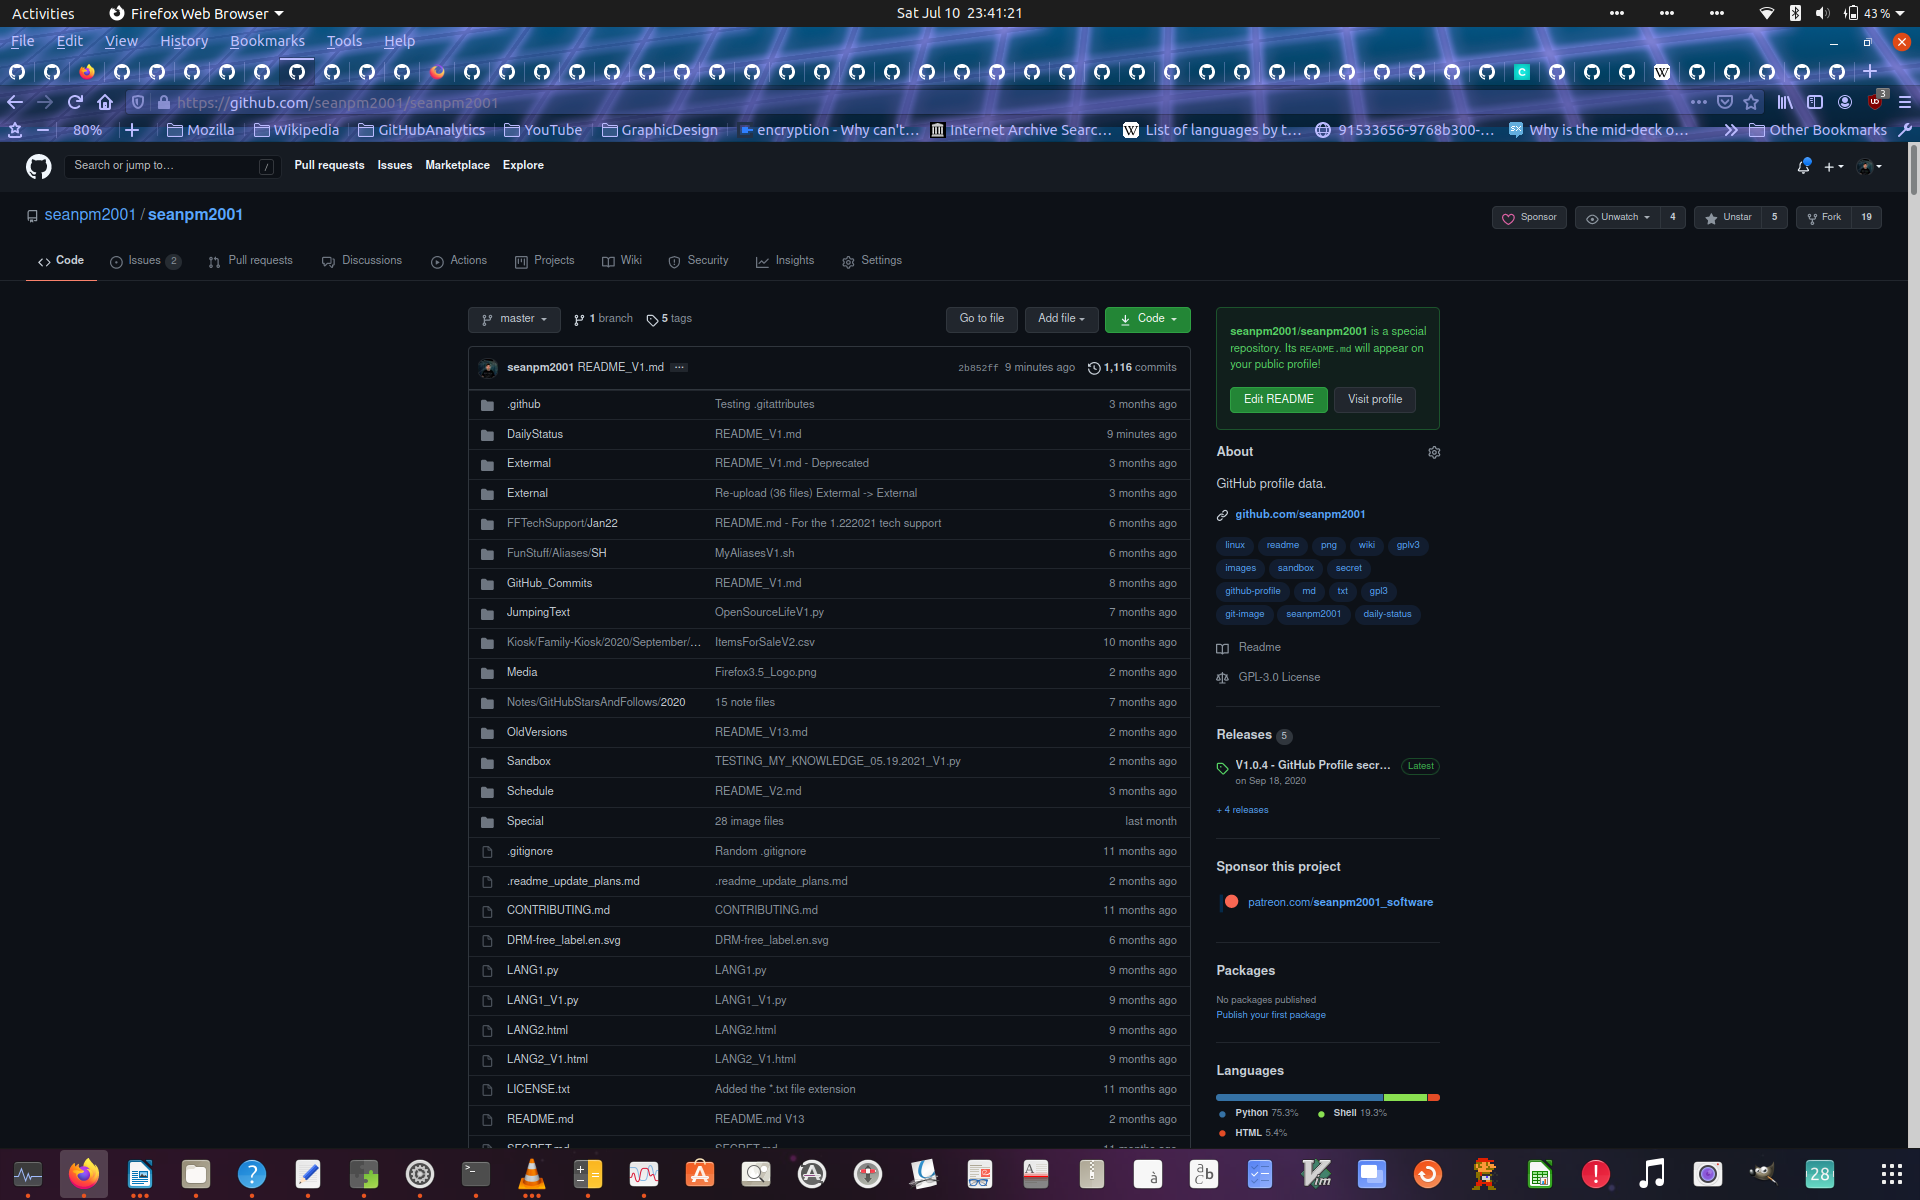 Activities
Firefox Web Browser
Sat Jul 10 23:41:21
43 %
File Edit View History Bookmarks Tools Help
https://github.com/seanpm2001/seanpm2001
3
80%
Mozilla Wikipedia GitHubAnalytics YouTube GraphicDesign encryption - Why can't… Internet Archive Searc… List of languages by t… 91533656-9768b300-… Why is the mid-deck o… Other Bookmarks
Search or jump to… /
Pull requests Issues Marketplace Explore
seanpm2001 / seanpm2001
Sponsor Unwatch 4 Unstar 5 Fork 19
Code Issues 2 Pull requests Discussions Actions Projects Wiki Security Insights Settings
master 1 branch 5 tags Go to file Add file Code
seanpm2001 README_V1.md 2b852ff 9 minutes ago 1,116 commits
.github Testing .gitattributes 3 months ago
DailyStatus README_V1.md 9 minutes ago
Extermal README_V1.md - Deprecated 3 months ago
External Re-upload (36 files) Extermal -> External 3 months ago
FFTechSupport/Jan22 README.md - For the 1.222021 tech support 6 months ago
FunStuff/Aliases/SH MyAliasesV1.sh 6 months ago
GitHub_Commits README_V1.md 8 months ago
JumpingText OpenSourceLifeV1.py 7 months ago
Kiosk/Family-Kiosk/2020/September/… ItemsForSaleV2.csv 10 months ago
Media Firefox3.5_Logo.png 2 months ago
Notes/GitHubStarsAndFollows/2020 15 note files 7 months ago
OldVersions README_V13.md 2 months ago
Sandbox TESTING_MY_KNOWLEDGE_05.19.2021_V1.py 2 months ago
Schedule README_V2.md 3 months ago
Special 28 image files last month
.gitignore Random .gitignore 11 months ago
.readme_update_plans.md .readme_update_plans.md 2 months ago
CONTRIBUTING.md CONTRIBUTING.md 11 months ago
DRM-free_label.en.svg DRM-free_label.en.svg 6 months ago
LANG1.py LANG1.py 9 months ago
LANG1_V1.py LANG1_V1.py 9 months ago
LANG2.html LANG2.html 9 months ago
LANG2_V1.html LANG2_V1.html 9 months ago
LICENSE.txt Added the *.txt file extension 11 months ago
README.md README.md V13 2 months ago
SECRET.md SECRET.md 11 months ago
seanpm2001/seanpm2001 is a special
repository. Its README.md will appear on
your public profile!
Edit README Visit profile
About
GitHub profile data.
github.com/seanpm2001
linux readme png wiki gplv3
images sandbox secret
github-profile md txt gpl3
git-image seanpm2001 daily-status
Readme
GPL-3.0 License
Releases 5
V1.0.4 - GitHub Profile secr… Latest
on Sep 18, 2020
+ 4 releases
Sponsor this project
patreon.com/seanpm2001_software
Packages
No packages published
Publish your first package
Languages
Python 75.3% Shell 19.3%
HTML 5.4%
28